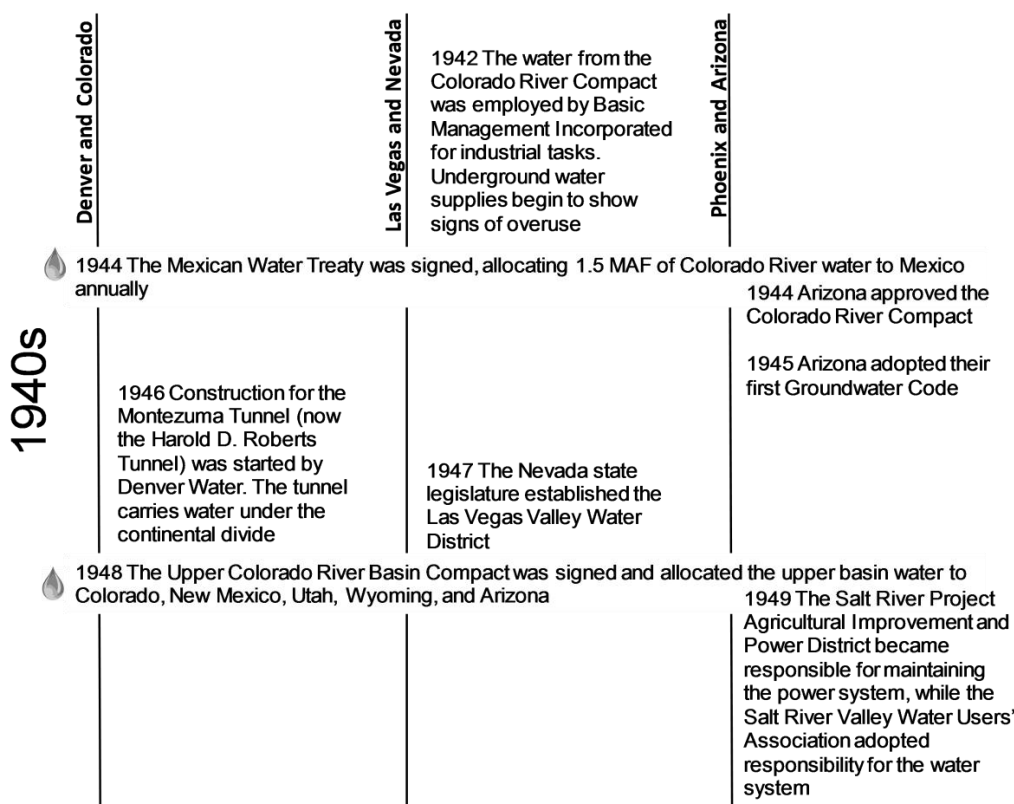 Denver and Colorado
Las Vegas and Nevada
Phoenix and Arizona
1942 The water from the
Colorado River Compact
was employed by Basic
Management Incorporated
for industrial tasks.
Underground water
supplies begin to show
signs of overuse
1940s
1944 The Mexican Water Treaty was signed, allocating 1.5 MAF of Colorado River water to Mexico
annually
1944 Arizona approved the
Colorado River Compact
1945 Arizona adopted their
first Groundwater Code
1946 Construction for the
Montezuma Tunnel (now
the Harold D. Roberts
Tunnel) was started by
Denver Water. The tunnel
carries water under the
continental divide
1947 The Nevada state
legislature established the
Las Vegas Valley Water
District
1948 The Upper Colorado River Basin Compact was signed and allocated the upper basin water to
Colorado, New Mexico, Utah, Wyoming, and Arizona
1949 The Salt River Project
Agricultural Improvement and
Power District became
responsible for maintaining
the power system, while the
Salt River Valley Water Users'
Association adopted
responsibility for the water
system